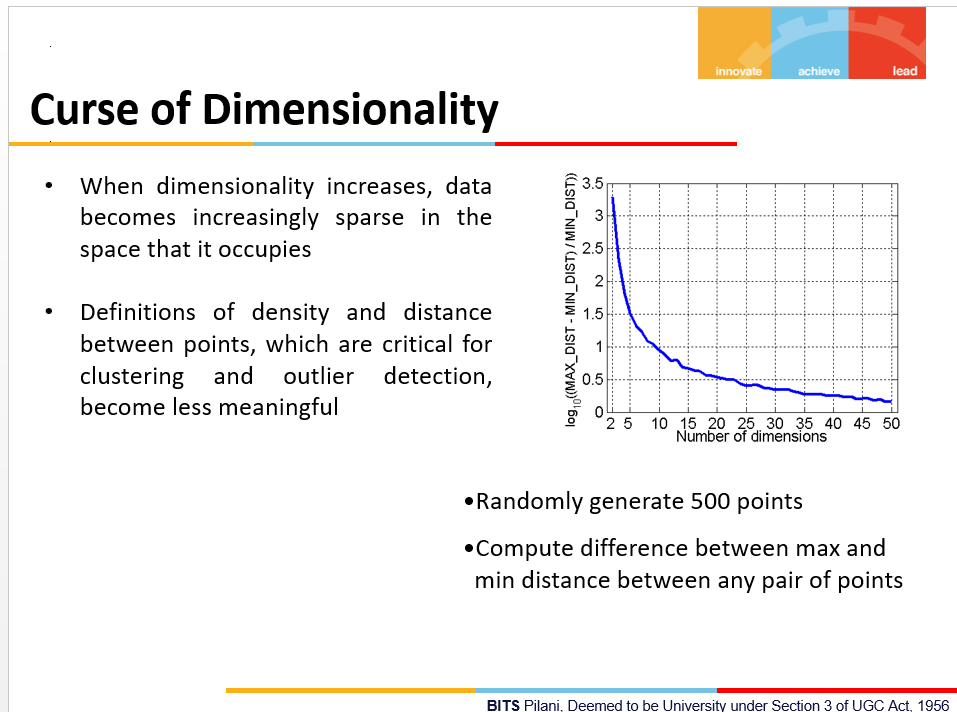 innovate achieve lead
Curse of Dimensionality
• When dimensionality increases, data
becomes increasingly sparse in the
space that it occupies
• Definitions of density and distance
between points, which are critical for
clustering and outlier detection,
become less meaningful
log10((MAX_DIST - MIN_DIST) / MIN_DIST))
3.5
3
2.5
2
1.5
1
0.5
0
2 5 10 15 20 25 30 35 40 45 50
Number of dimensions
•Randomly generate 500 points
•Compute difference between max and
min distance between any pair of points
BITS Pilani, Deemed to be University under Section 3 of UGC Act, 1956